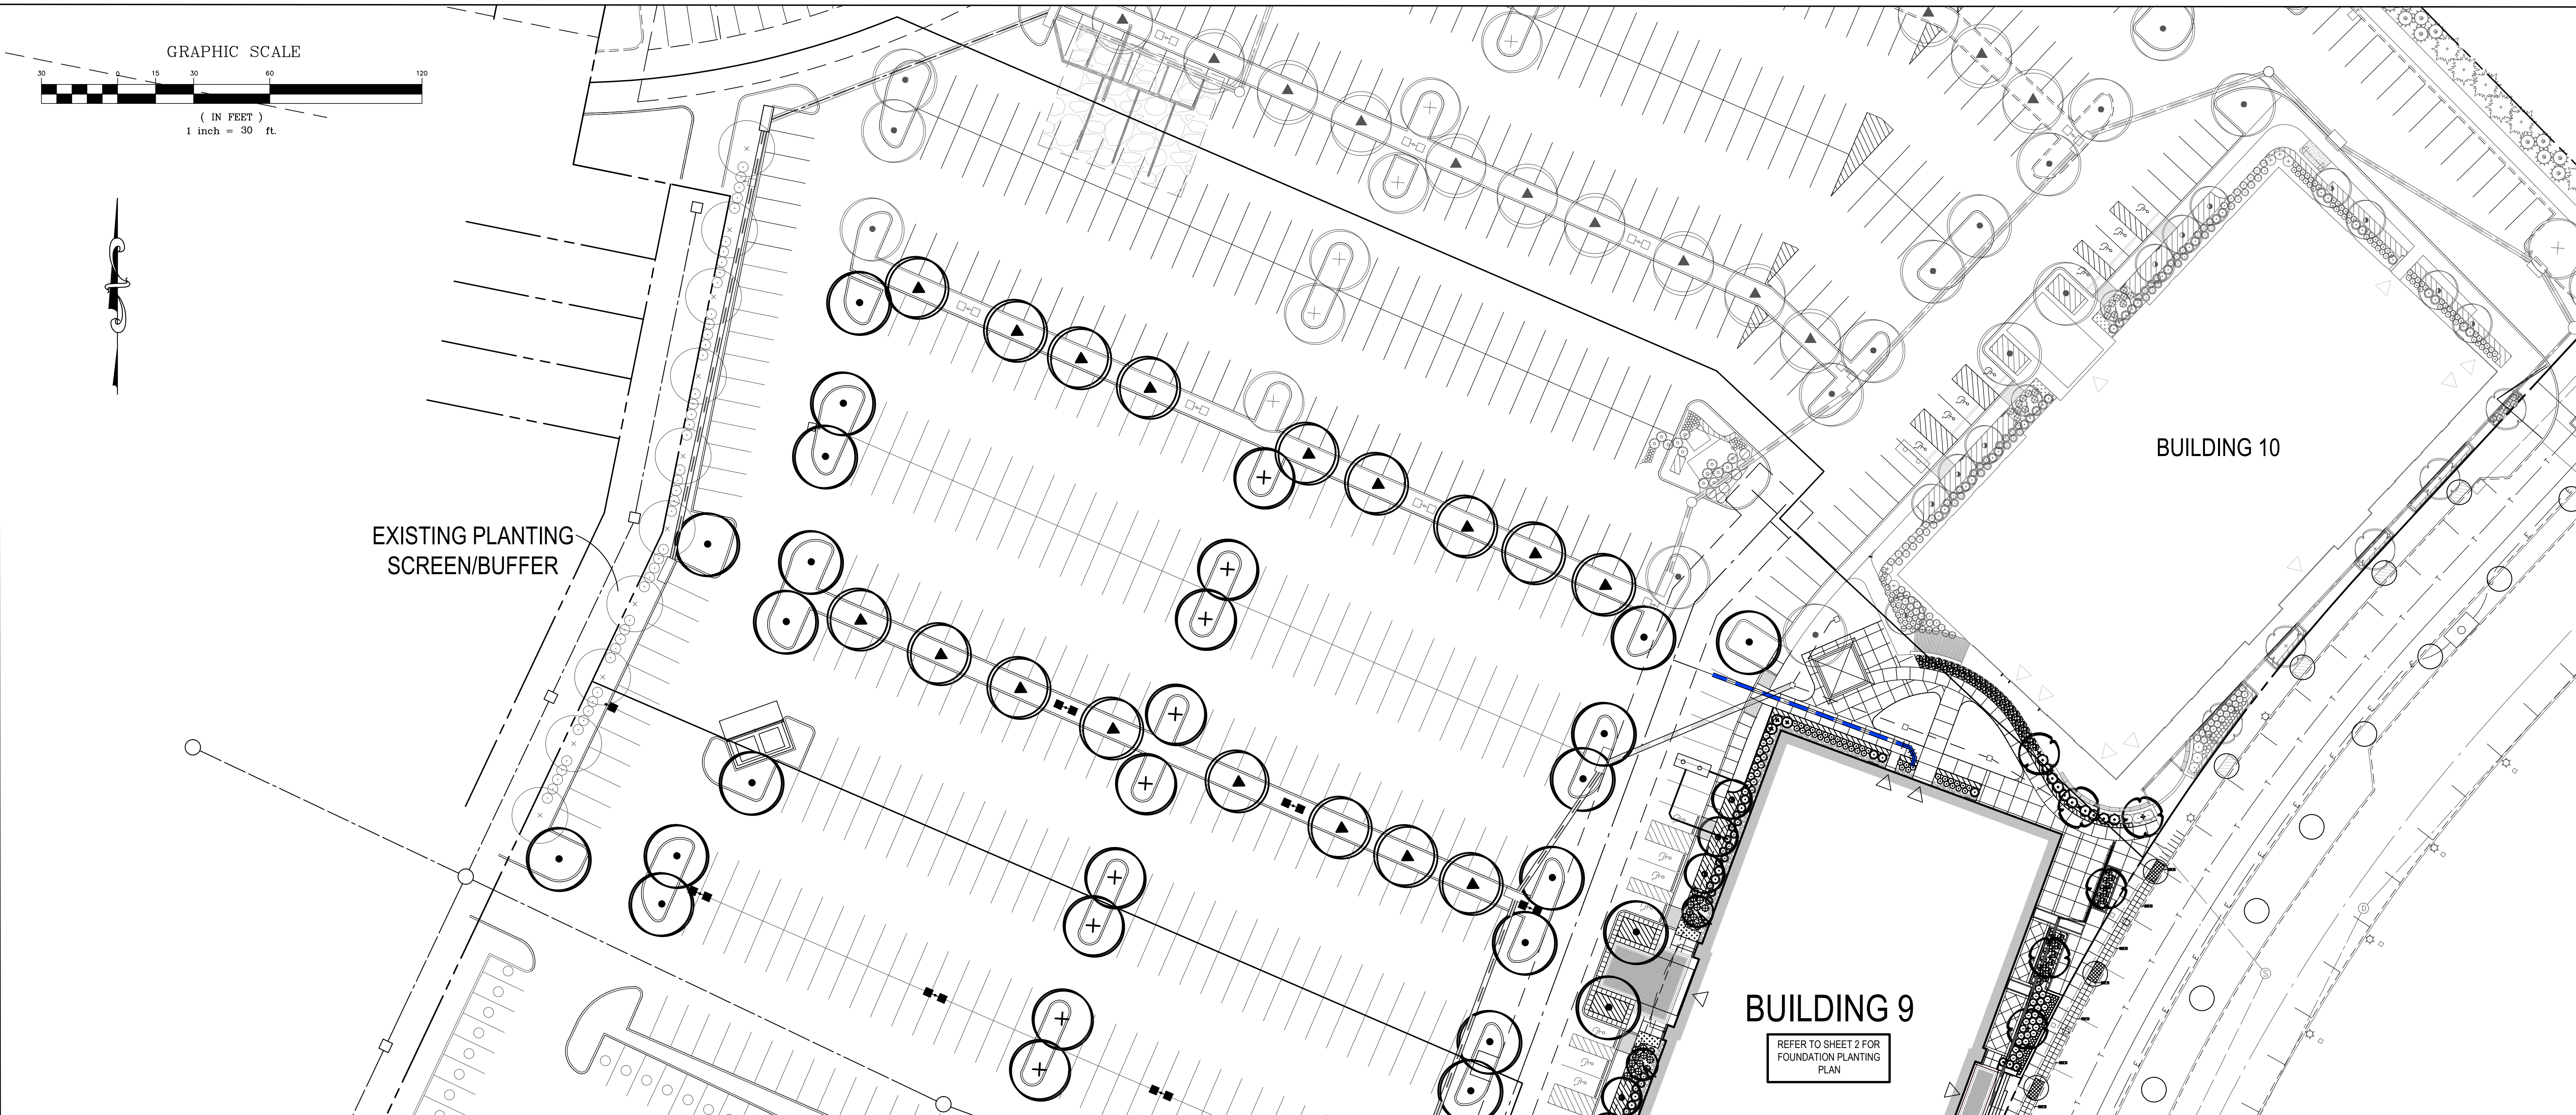 GRAPHIC SCALE
30 0 15 30 60 120
( IN FEET )
1 inch = 30 ft.
BUILDING 10
EXISTING PLANTING
SCREEN/BUFFER
BUILDING 9
REFER TO SHEET 2 FOR
FOUNDATION PLANTING
PLAN